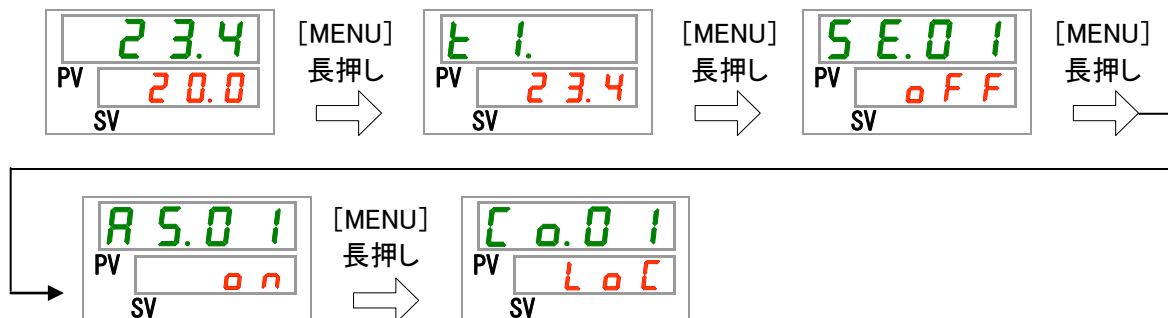 23.4
PV
20.0
SV
[MENU]
長押し
t 1.
PV
23.4
SV
[MENU]
長押し
SE.01
PV
oFF
SV
[MENU]
長押し
AS.01
PV
on
SV
[MENU]
長押し
Co.01
PV
LoC
SV